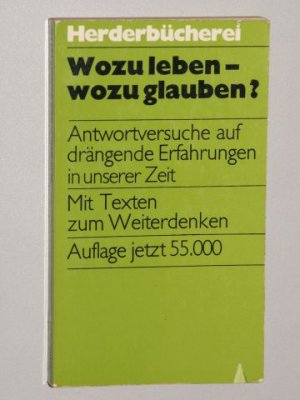 Herderbücherei
Wozu leben –
wozu glauben?
Antwortversuche auf
drängende Erfahrungen
in unserer Zeit
Mit Texten
zum Weiterdenken
Auflage jetzt 55.000